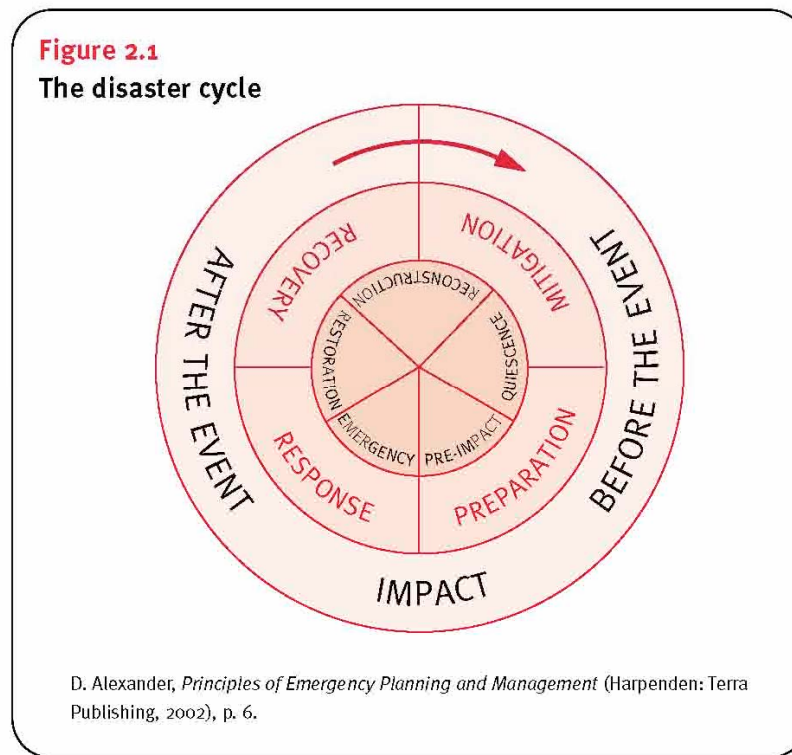 Figure 2.1
The disaster cycle
AFTER THE EVENT
BEFORE THE EVENT
IMPACT
RECOVERY
MITIGATION
RESPONSE
PREPARATION
RECONSTRUCTION
RESTORATION
QUIESCENCE
EMERGENCY
PRE-IMPACT
D. Alexander, Principles of Emergency Planning and Management (Harpenden: Terra
Publishing, 2002), p. 6.